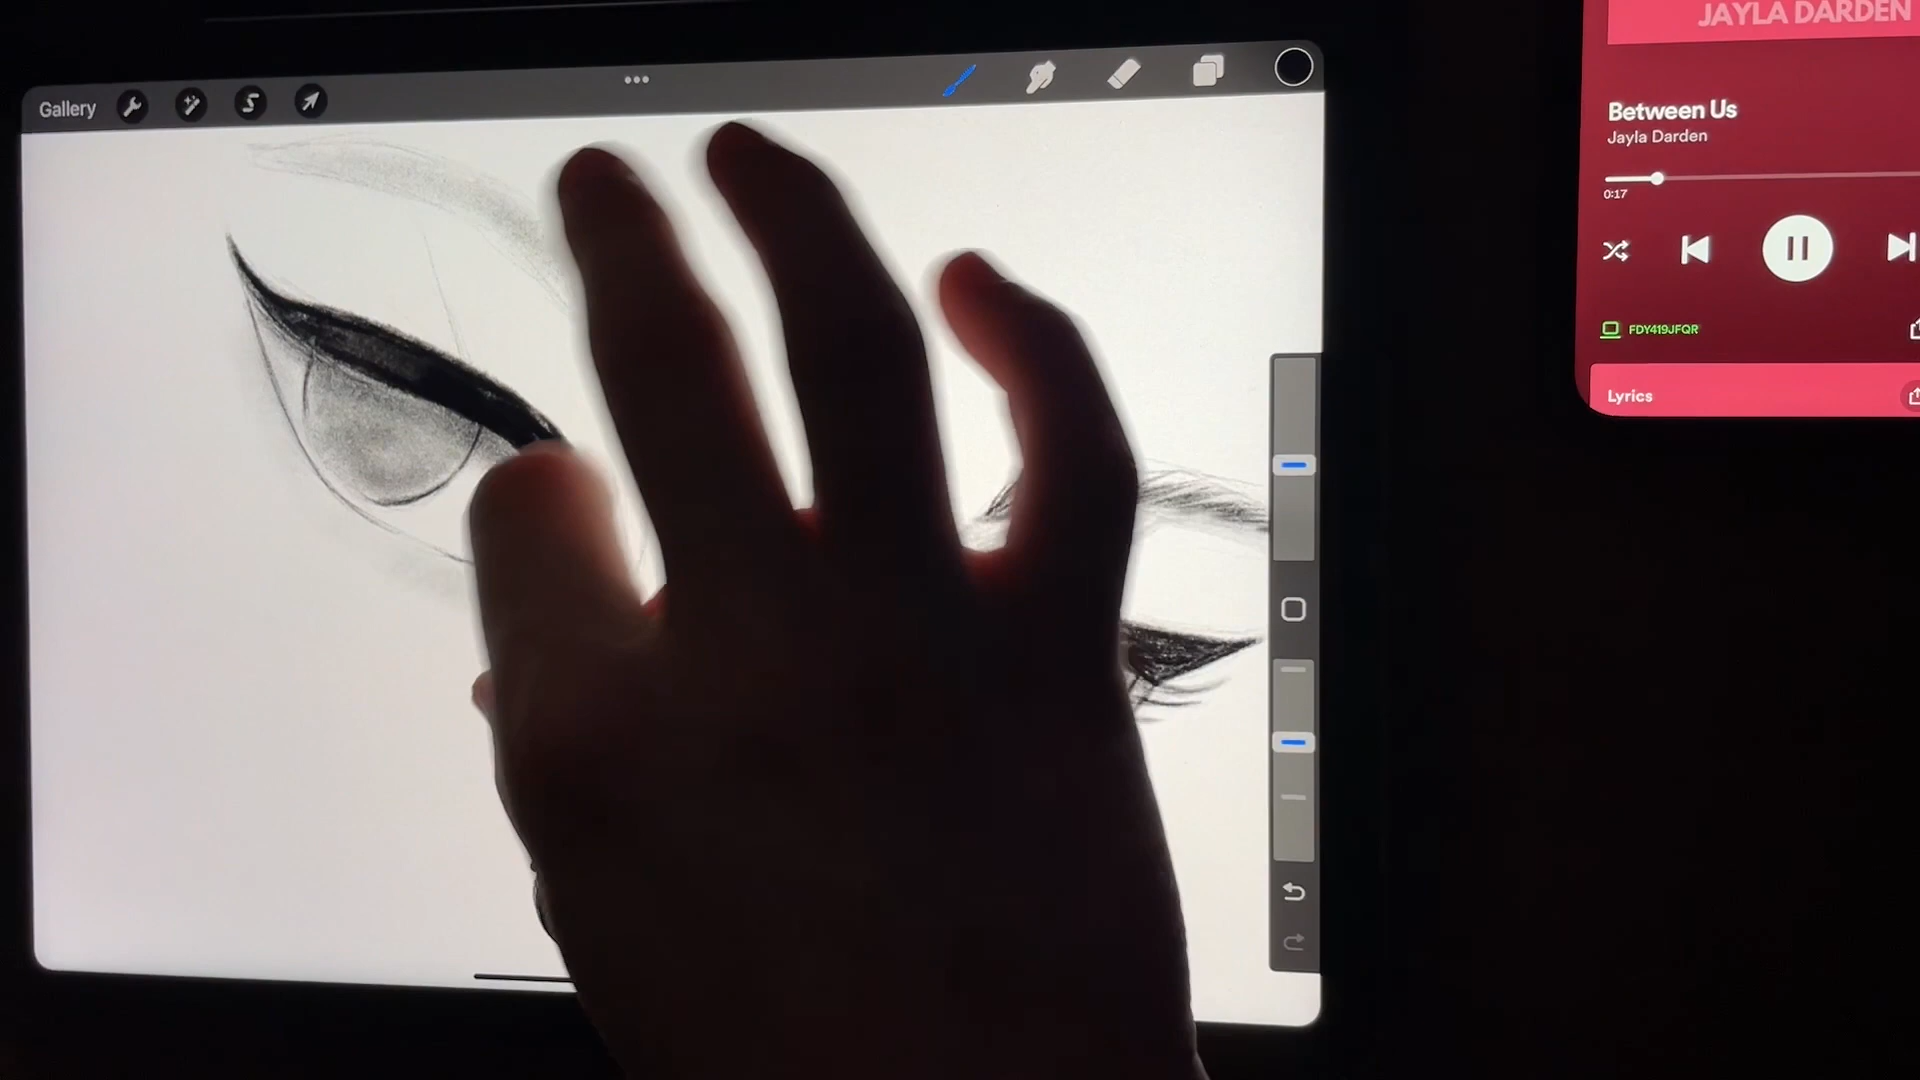 Gallery
JAYLA DARDEN
Between Us
Jayla Darden
0:17
FDY419JFQR
Lyrics